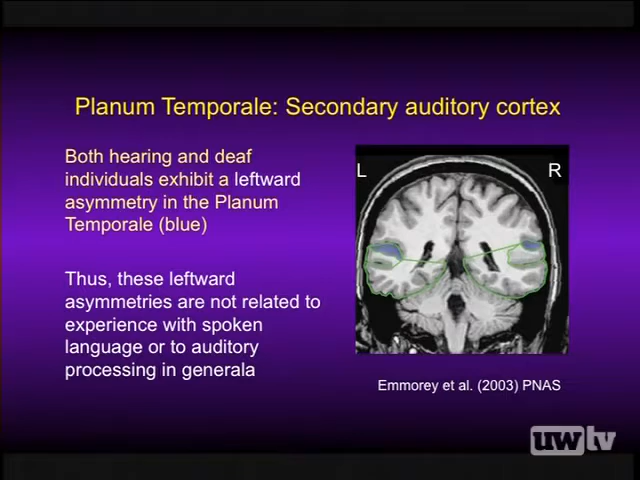 Planum Temporale: Secondary auditory cortex
Both hearing and deaf
individuals exhibit a leftward
asymmetry in the Planum
Temporale (blue)
Thus, these leftward
asymmetries are not related to
experience with spoken
language or to auditory
processing in generala
L
R
Emmorey et al. (2003) PNAS
uwtv